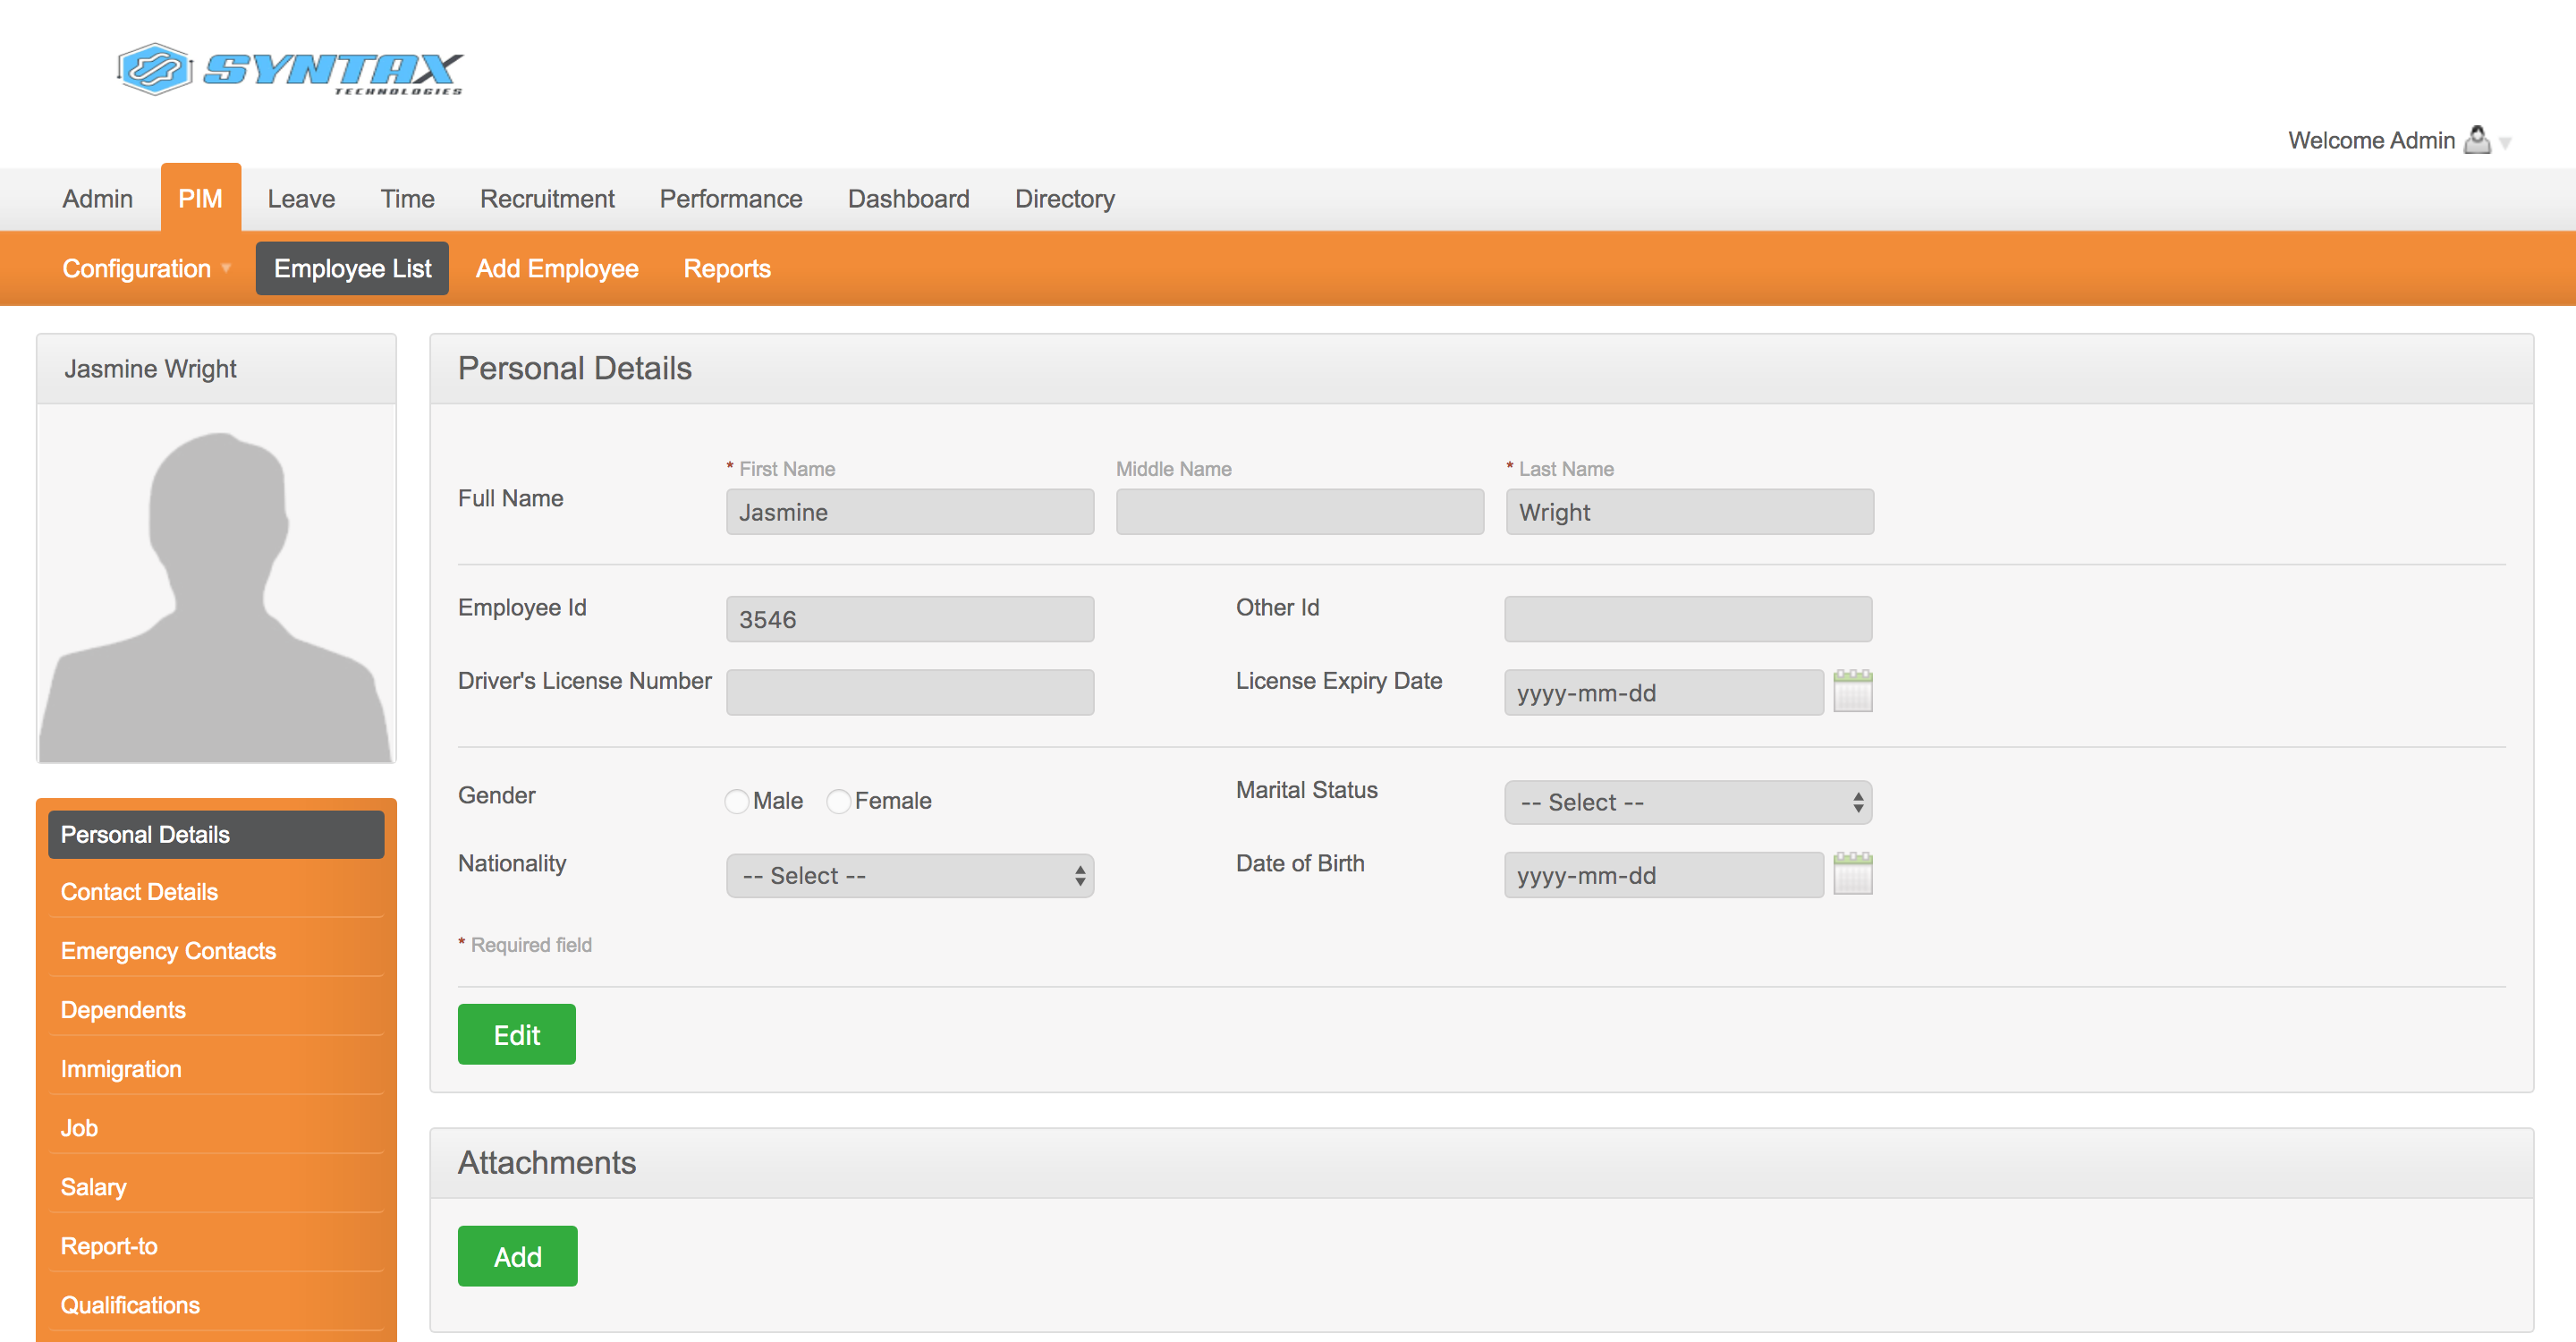 SYNTAX
TECHNOLOGIES
Welcome Admin
Admin PIM Leave Time Recruitment Performance Dashboard Directory
Configuration Employee List Add Employee Reports
Jasmine Wright
Personal Details
Contact Details
Emergency Contacts
Dependents
Immigration
Job
Salary
Report-to
Qualifications
Personal Details
* First Name Middle Name * Last Name
Full Name Jasmine Wright
Employee Id 3546 Other Id
Driver's License Number License Expiry Date yyyy-mm-dd
Gender Male Female Marital Status -- Select --
Nationality -- Select -- Date of Birth yyyy-mm-dd
* Required field
Edit
Attachments
Add